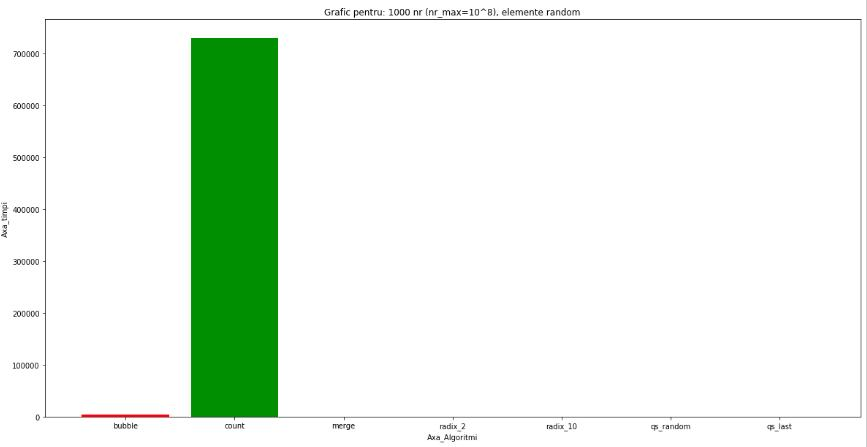 Grafic pentru: 1000 nr (nr_max=10^8), elemente random
700000
600000
500000
400000
300000
200000
100000
0
Axa_timpi
bubble count merge radix_2 radix_10 qs_random qs_last
Axa_Algoritmi